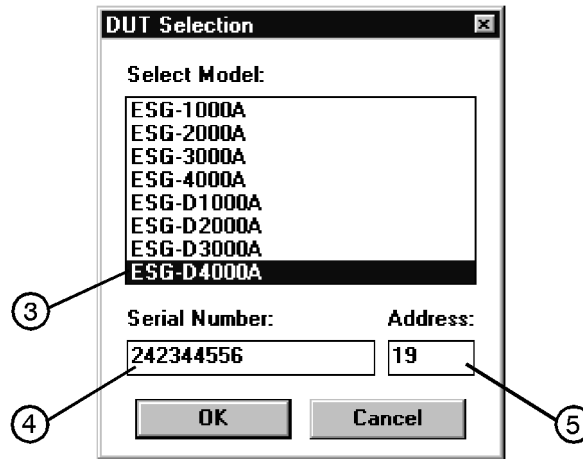 DUT Selection
Select Model:
ESG-1000A
ESG-2000A
ESG-3000A
ESG-4000A
ESG-D1000A
ESG-D2000A
ESG-D3000A
ESG-D4000A
3
Serial Number: Address:
242344556 19
4 OK Cancel 5